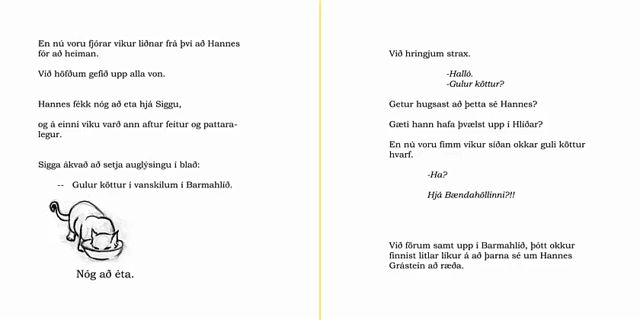 En nú voru fjórar vikur liðnar frá því að Hannes
fór að heiman.
Við höfðum gefið upp alla von.
Hannes fékk nóg að eta hjá Siggu,
og á einni viku varð ann aftur feitur og pattara-
legur.
Sigga ákvað að setja auglýsingu í blað:
-- Gulur köttur í vanskilum í Barmahlíð.
Nóg að éta.
Við hringjum strax.
-Halló.
-Gulur köttur?
Getur hugsast að þetta sé Hannes?
Gæti hann hafa þvælst upp í Hlíðar?
En nú voru fimm vikur síðan okkar guli köttur
hvarf.
-Ha?
Hjá Bændahöllinni?!!
Við förum samt upp í Barmahlíð, þótt okkur
finnist litlar líkur á að þarna sé um Hannes
Grástein að ræða.